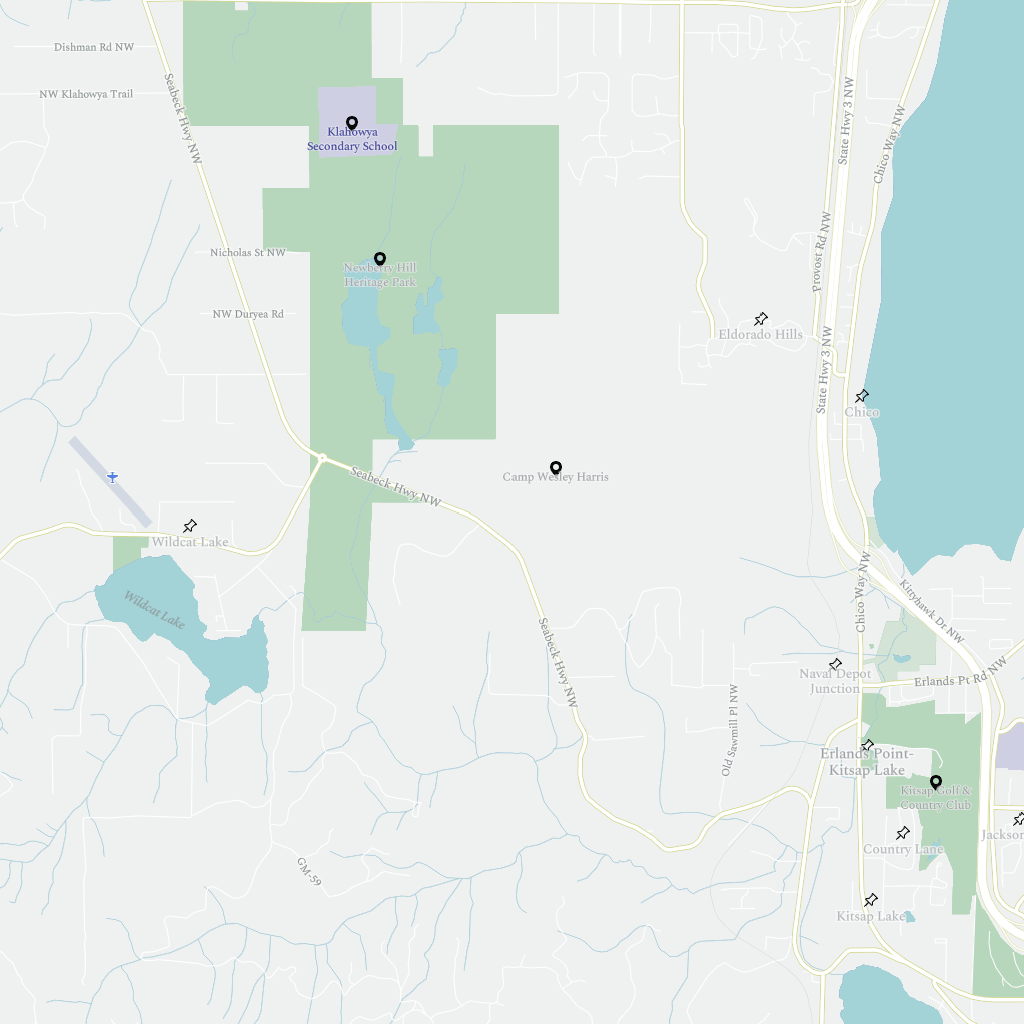 Dishman Rd NW
NW Klahowya Trail
Seabeck Hwy NW
Klahowya
Secondary School
State Hwy 3 NW
Chico Way NW
Provost Rd NW
Nicholas St NW
Newberry Hill
Heritage Park
NW Duryea Rd
Eldorado Hills
State Hwy 3 NW
Chico
Seabeck Hwy NW
Camp Wesley Harris
Wildcat Lake
Wildcat Lake
Chico Way NW
Kittyhawk Dr NW
Seabeck Hwy NW
Naval Depot
Junction
Erlands Pt Rd NW
Old Sawmill Pl NW
Erlands Point-
Kitsap Lake
Kitsap Golf &
Country Club
Jackson
Country Lane
GM-59
Kitsap Lake